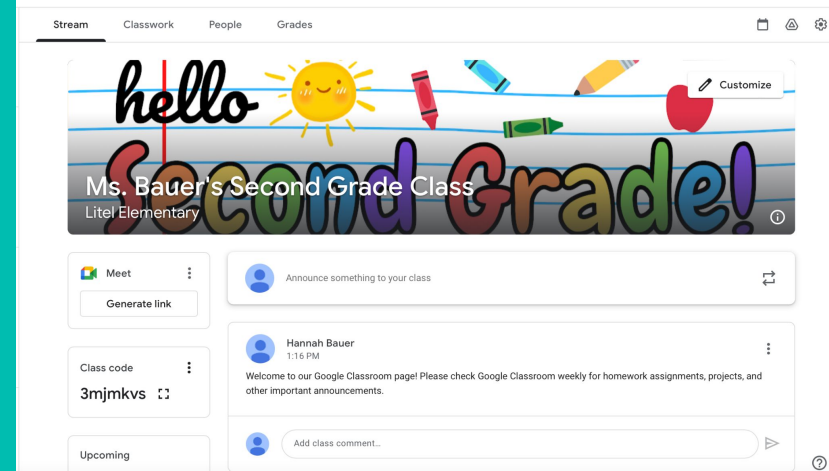 Stream Classwork People Grades
hello
Customize
Second Grade!
Ms. Bauer's Second Grade Class
Litel Elementary
Meet
Generate link
Announce something to your class
Class code
3mjmkvs
Hannah Bauer
1:16 PM
Welcome to our Google Classroom page! Please check Google Classroom weekly for homework assignments, projects, and
other important announcements.
Add class comment...
Upcoming